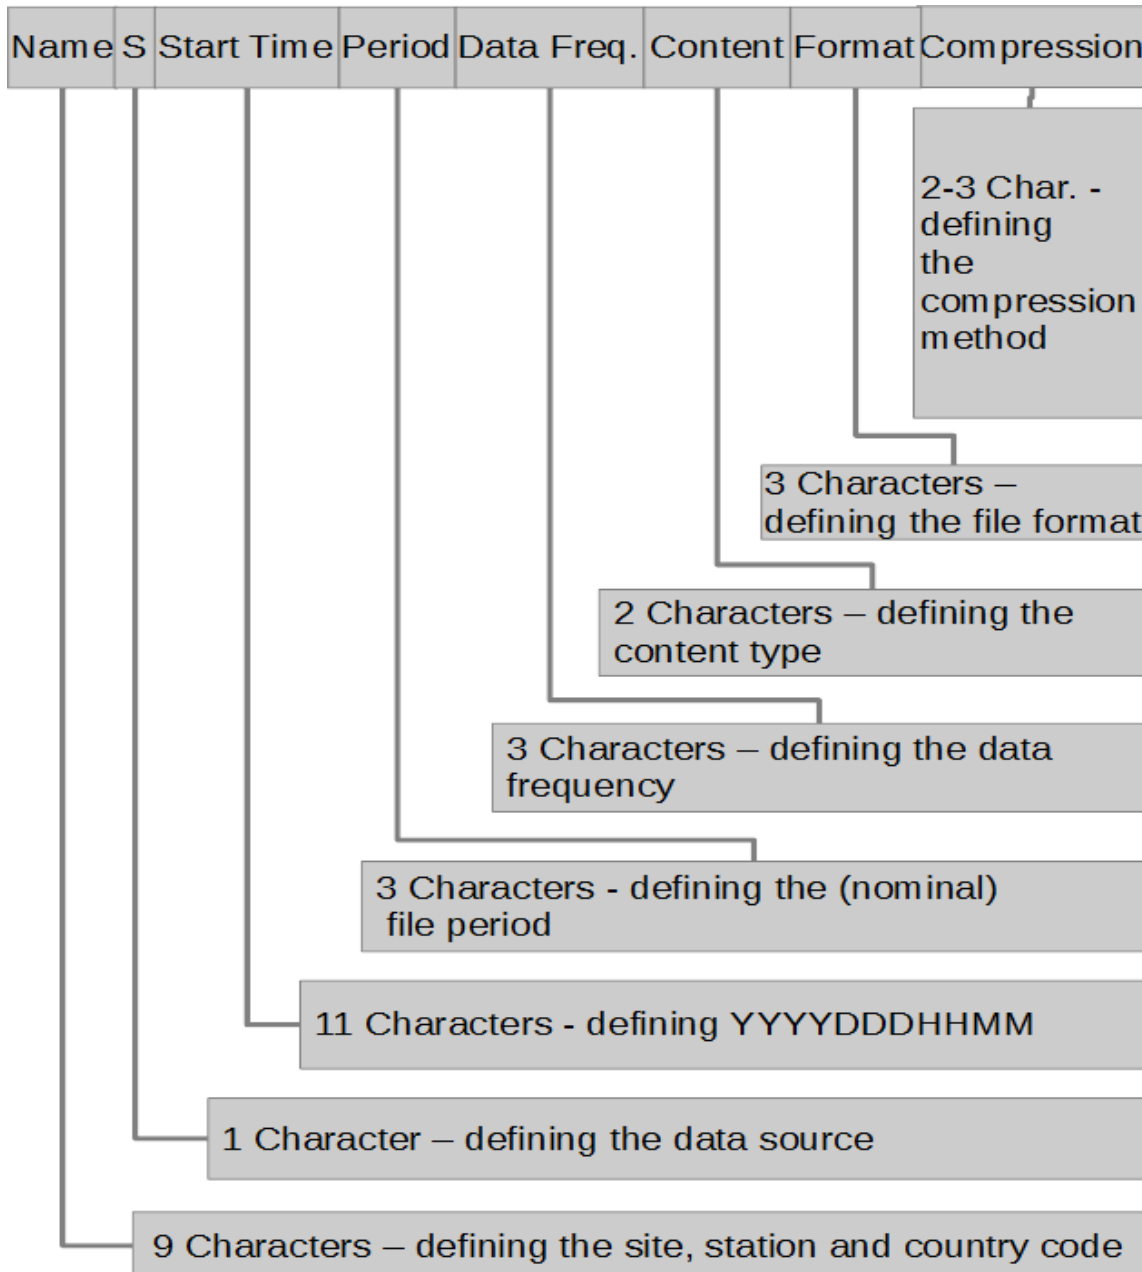 Name S Start Time Period Data Freq. Content Format Compression
2-3 Char. -
defining
the
compression
method
3 Characters –
defining the file format
2 Characters – defining the
content type
3 Characters – defining the data
frequency
3 Characters - defining the (nominal)
file period
11 Characters - defining YYYYDDDHHMM
1 Character – defining the data source
9 Characters – defining the site, station and country code